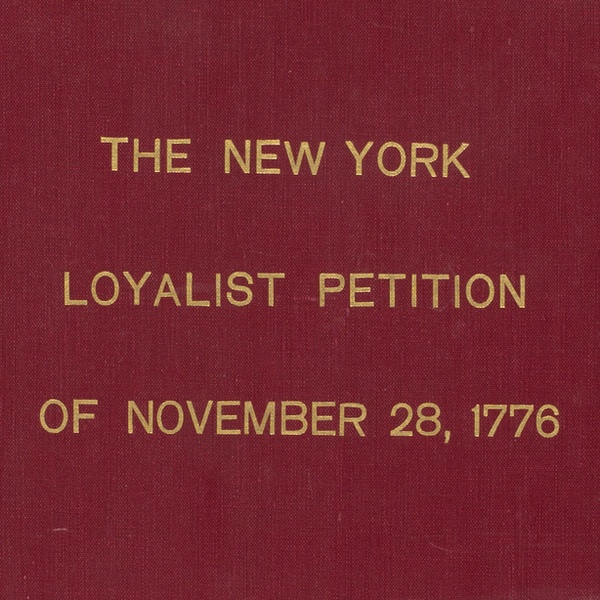 THE NEW YORK
LOYALIST PETITION
OF NOVEMBER 28, 1776